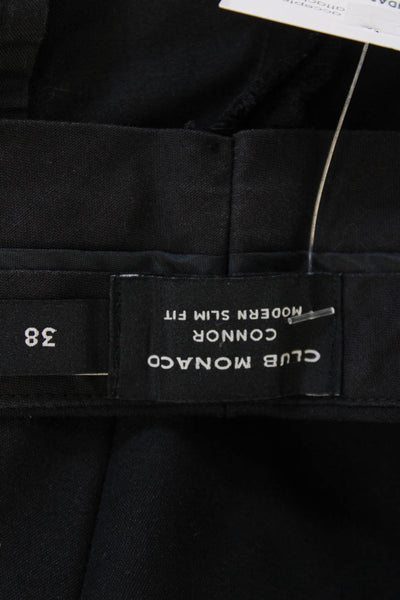 CLUB MONACO
CONNOR
MODERN SLIM FIT
38